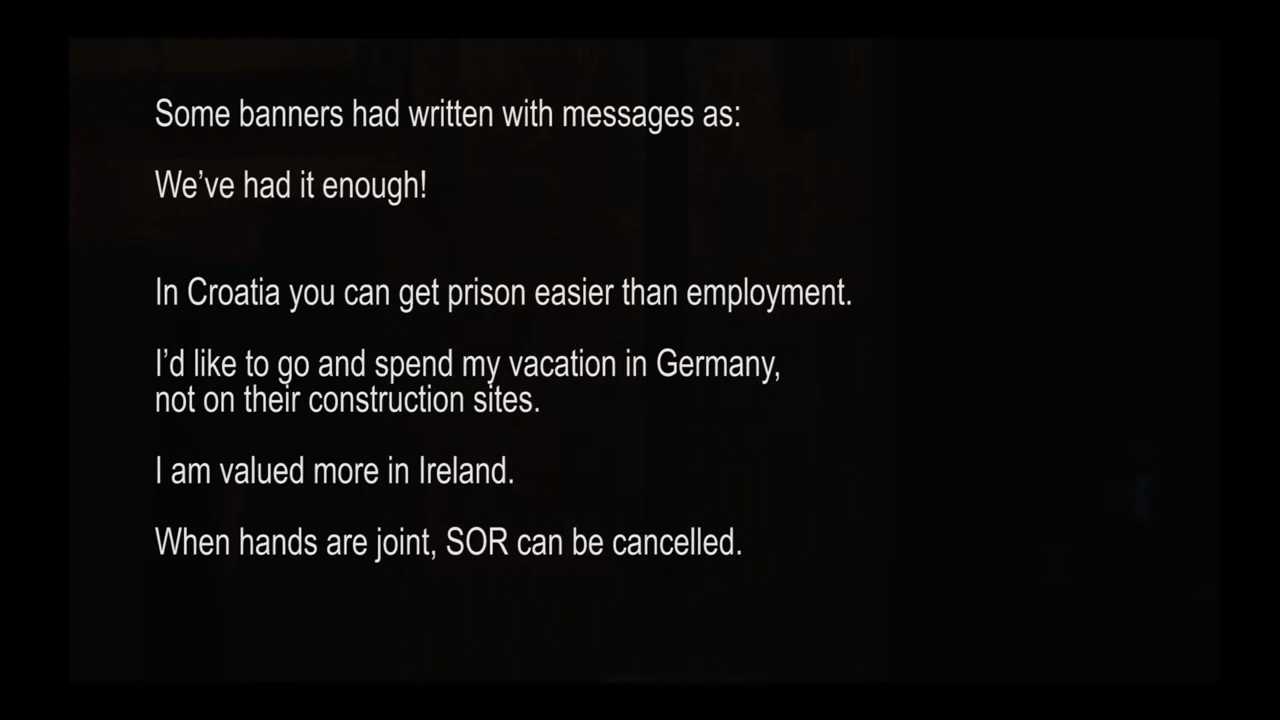 Some banners had written with messages as:
We’ve had it enough!
In Croatia you can get prison easier than employment.
I’d like to go and spend my vacation in Germany,
not on their construction sites.
I am valued more in Ireland.
When hands are joint, SOR can be cancelled.